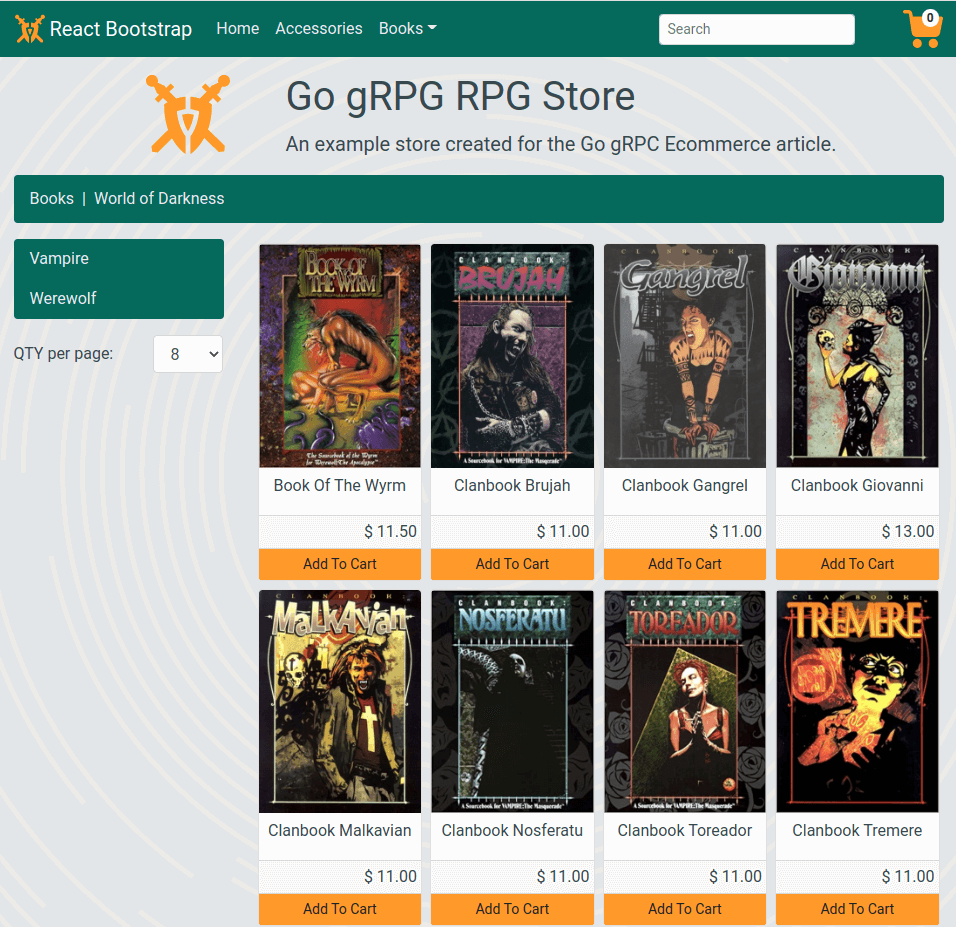 React Bootstrap Home Accessories Books Search 0
Go gRPG RPG Store
An example store created for the Go gRPC Ecommerce article.
Books | World of Darkness
Vampire
Werewolf
QTY per page: 8
BOOK OF
THE WYRM
The Sourcebook of the Wyrm
for Werewolf: The Apocalypse™
CLANBOOK:
BRUJAH
A Sourcebook for VAMPIRE: The Masquerade™
CLANBOOK:
Gangrel
CLANBOOK:
Giovanni
Book Of The Wyrm
Clanbook Brujah
Clanbook Gangrel
Clanbook Giovanni
$ 11.50
$ 11.00
$ 11.00
$ 13.00
Add To Cart
Add To Cart
Add To Cart
Add To Cart
CLANBOOK:
MALKAVIAN
CLANBOOK:
NOSFERATU
A Sourcebook for VAMPIRE: The Masquerade™
CLANBOOK:
TOREADOR
A Sourcebook for VAMPIRE: The Masquerade™
CLANBOOK:
TREMERE
Clanbook Malkavian
Clanbook Nosferatu
Clanbook Toreador
Clanbook Tremere
$ 11.00
$ 11.00
$ 11.00
$ 11.00
Add To Cart
Add To Cart
Add To Cart
Add To Cart